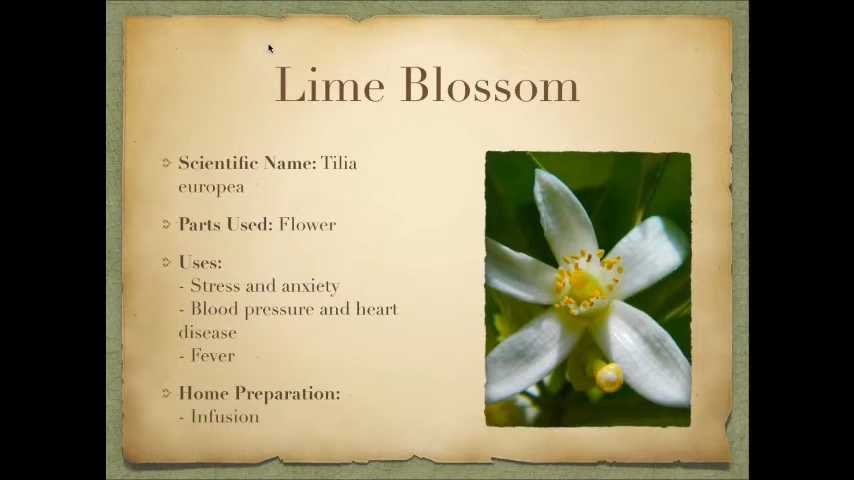 Lime Blossom
Scientific Name: Tilia
europea
Parts Used: Flower
Uses:
- Stress and anxiety
- Blood pressure and heart
disease
- Fever
Home Preparation:
- Infusion